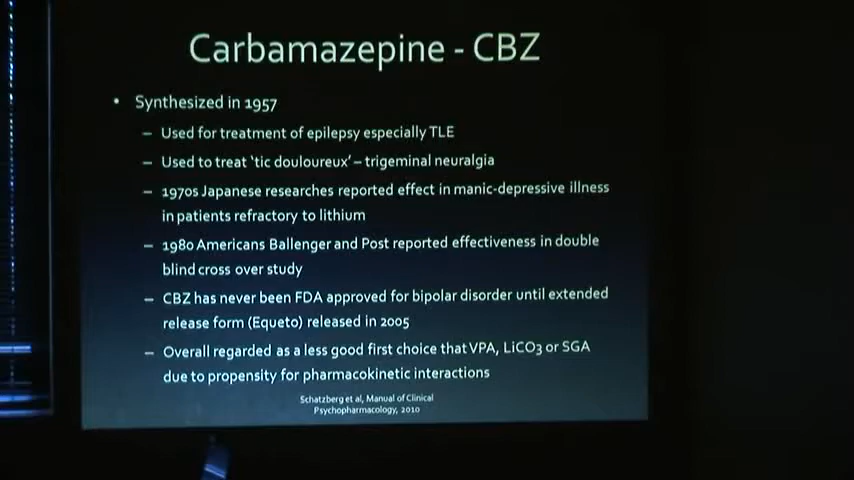 Carbamazepine - CBZ
• Synthesized in 1957
– Used for treatment of epilepsy especially TLE
– Used to treat ‘tic douloureux’ – trigeminal neuralgia
– 1970s Japanese researches reported effect in manic-depressive illness
in patients refractory to lithium
– 1980 Americans Ballenger and Post reported effectiveness in double
blind cross over study
– CBZ has never been FDA approved for bipolar disorder until extended
release form (Equeto) released in 2005
– Overall regarded as a less good first choice that VPA, LiCO3 or SGA
due to propensity for pharmacokinetic interactions
Schatzberg et al, Manual of Clinical
Psychopharmacology, 2010